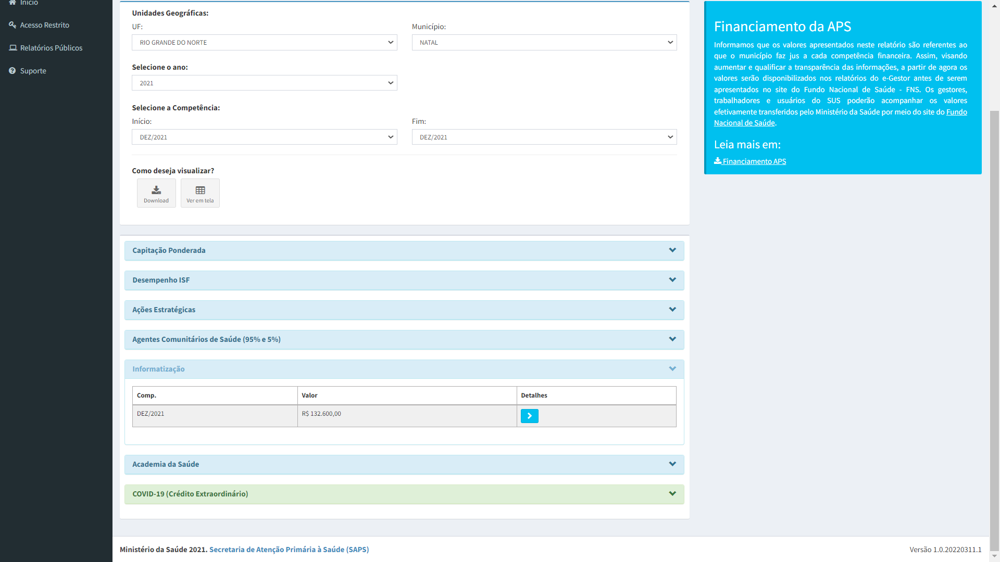 Início
Acesso Restrito
Relatórios Públicos
Suporte
Unidades Geográficas:
UF:
Município:
RIO GRANDE DO NORTE
NATAL
Selecione o ano:
2021
Selecione a Competência:
Início:
Fim:
DEZ/2021
DEZ/2021
Como deseja visualizar?
Download
Ver em tela
Capitação Ponderada
Desempenho ISF
Ações Estratégicas
Agentes Comunitários de Saúde (95% e 5%)
Informatização
Comp.
Valor
Detalhes
DEZ/2021
R$ 132.600,00
Academia da Saúde
COVID-19 (Crédito Extraordinário)
Financiamento da APS
Informamos que os valores apresentados neste relatório são referentes ao
que o município faz jus a cada competência financeira. Assim, visando
aumentar e qualificar a transparência das informações, a partir de agora os
valores serão disponibilizados nos relatórios do e-Gestor antes de serem
apresentados no site do Fundo Nacional de Saúde - FNS. Os gestores,
trabalhadores e usuários do SUS poderão acompanhar os valores
efetivamente transferidos pelo Ministério da Saúde por meio do site do Fundo
Nacional de Saúde.
Leia mais em:
Financiamento APS
Ministério da Saúde 2021. Secretaria de Atenção Primária à Saúde (SAPS)
Versão 1.0.20220311.1